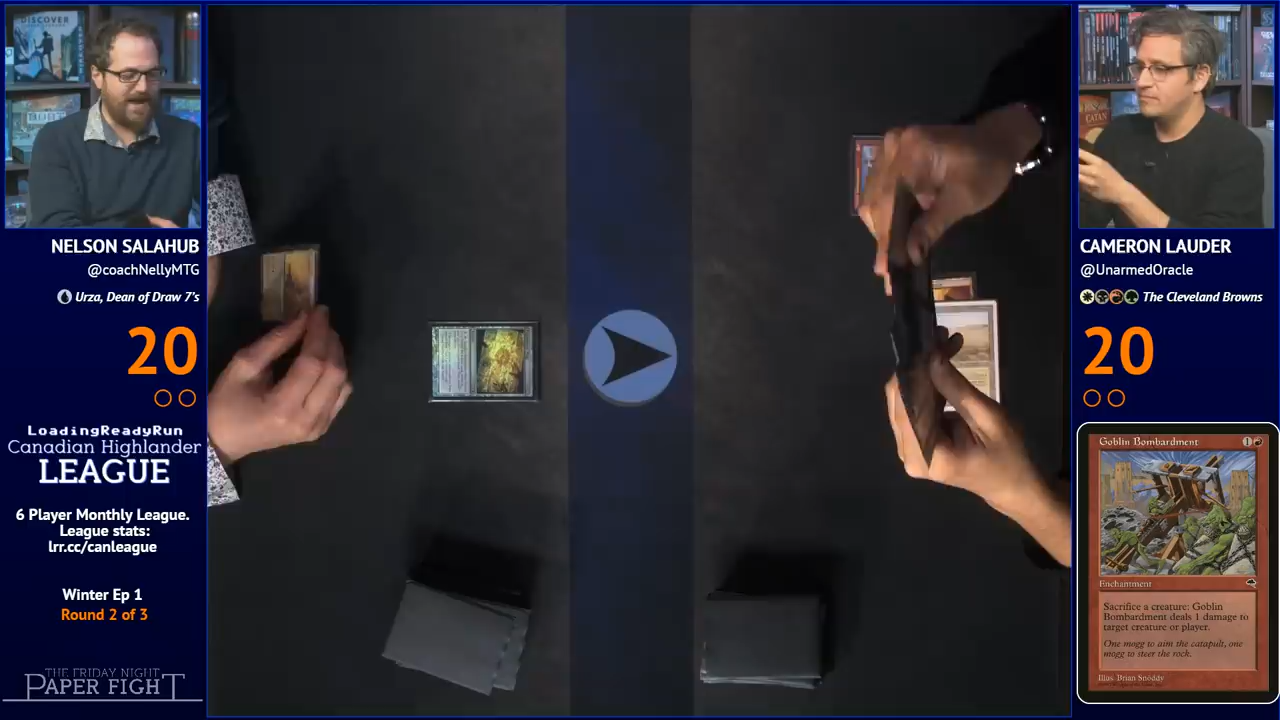 DISCOVER
NELSON SALAHUB
@coachNellyMTG
Urza, Dean of Draw 7's
20
LoadingReadyRun
Canadian Highlander
LEAGUE
6 Player Monthly League.
League stats:
lrr.cc/canleague
Winter Ep 1
Round 2 of 3
THE FRIDAY NIGHT
PAPER FIGHT
CATAN
CAMERON LAUDER
@UnarmedOracle
The Cleveland Browns
20
Goblin Bombardment 1
Enchantment
Sacrifice a creature: Goblin
Bombardment deals 1 damage to
target creature or player.
One mogg to aim the catapult, one
mogg to steer the rock.
Illus. Brian Snõddy